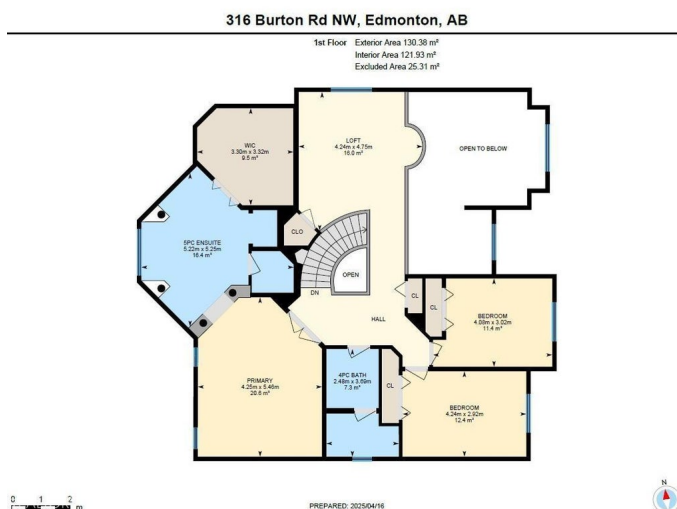 316 Burton Rd NW, Edmonton, AB
1st Floor Exterior Area 130.38 m²
Interior Area 121.93 m²
Excluded Area 25.31 m²
WIC
3.30m x 3.32m
9.5 m²
LOFT
4.24m x 4.75m
16.0 m²
OPEN TO BELOW
5PC ENSUITE
5.22m x 5.25m
16.4 m²
CLO
OPEN
DN
HALL
CL
CL
BEDROOM
4.06m x 3.02m
11.4 m²
PRIMARY
4.25m x 5.46m
20.6 m²
4PC BATH
2.48m x 3.69m
7.3 m²
CL
BEDROOM
4.24m x 2.92m
12.4 m²
0 1 2
m
PREPARED: 2025/04/16
N